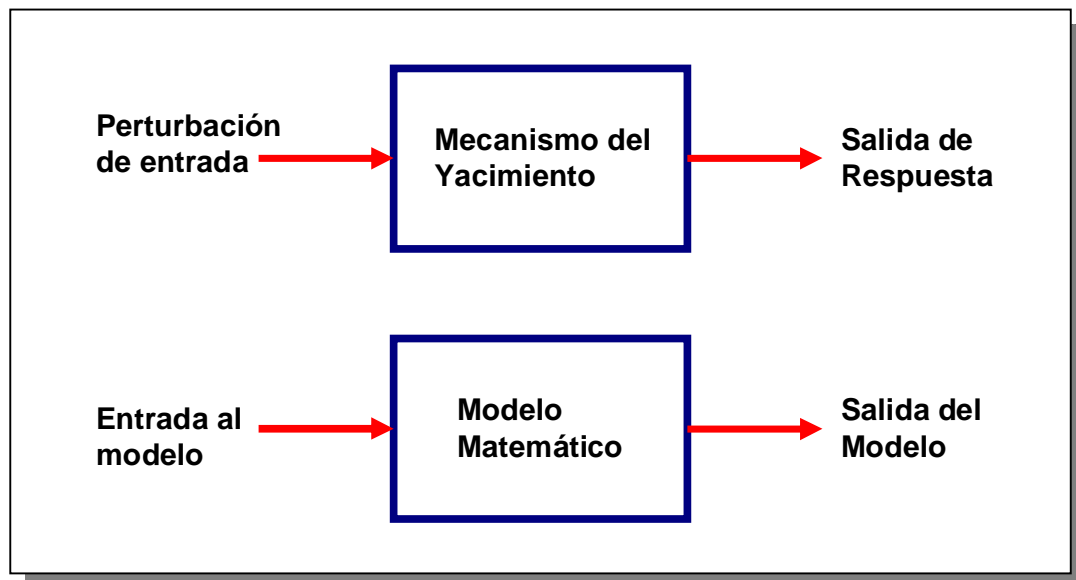 Perturbación
de entrada
Mecanismo del
Yacimiento
Salida de
Respuesta
Entrada al
modelo
Modelo
Matemático
Salida del
Modelo